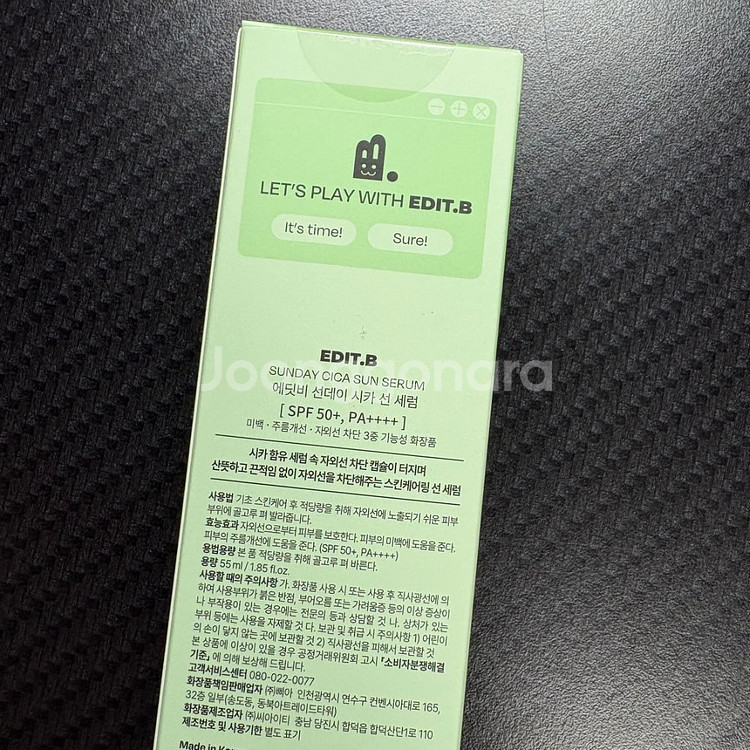 LET'S PLAY WITH EDIT.B
It's time! Sure!
EDIT.B
SUNDAY CICA SUN SERUM
에딧비 선데이 시카 선 세럼
[ SPF 50+, PA++++ ]
미백 · 주름개선 · 자외선 차단 3중 기능성 화장품
시카 함유 세럼 속 자외선 차단 캡슐이 터지며
산뜻하고 끈적임 없이 자외선을 차단해주는 스킨케어링 선 세럼
사용법 기초 스킨케어 후 적당량을 취해 자외선에 노출되기 쉬운 피부
부위에 골고루 펴 발라줍니다.
효능효과 자외선으로부터 피부를 보호한다. 피부의 미백에 도움을 준다.
피부의 주름개선에 도움을 준다. (SPF 50+, PA++++)
용법용량 본 품 적당량을 취해 골고루 펴 바른다.
용량 55 ml / 1.85 fl.oz.
사용할 때의 주의사항 가. 화장품 사용 시 또는 사용 후 직사광선에 의
하여 사용부위가 붉은 반점, 부어오름 또는 가려움증 등의 이상 증상이
나 부작용이 있는 경우에는 전문의 등과 상담할 것 나. 상처가 있는
부위 등에는 사용을 자제할 것 다. 보관 및 취급 시 주의사항 1) 어린이
의 손이 닿지 않는 곳에 보관할 것 2) 직사광선을 피해서 보관할 것
본 상품에 이상이 있을 경우 공정거래위원회 고시 「소비자분쟁해결
기준」에 의해 보상해 드립니다.
고객서비스센터 080-022-0077
화장품책임판매업자 ㈜삐아 인천광역시 연수구 컨벤시아대로 165,
32층 일부(송도동, 동북아트레이드타워)
화장품제조업자 ㈜씨아이티 충남 당진시 합덕읍 합덕산단1로 110
제조번호 및 사용기한 별도 표기
Made in
Joongonara